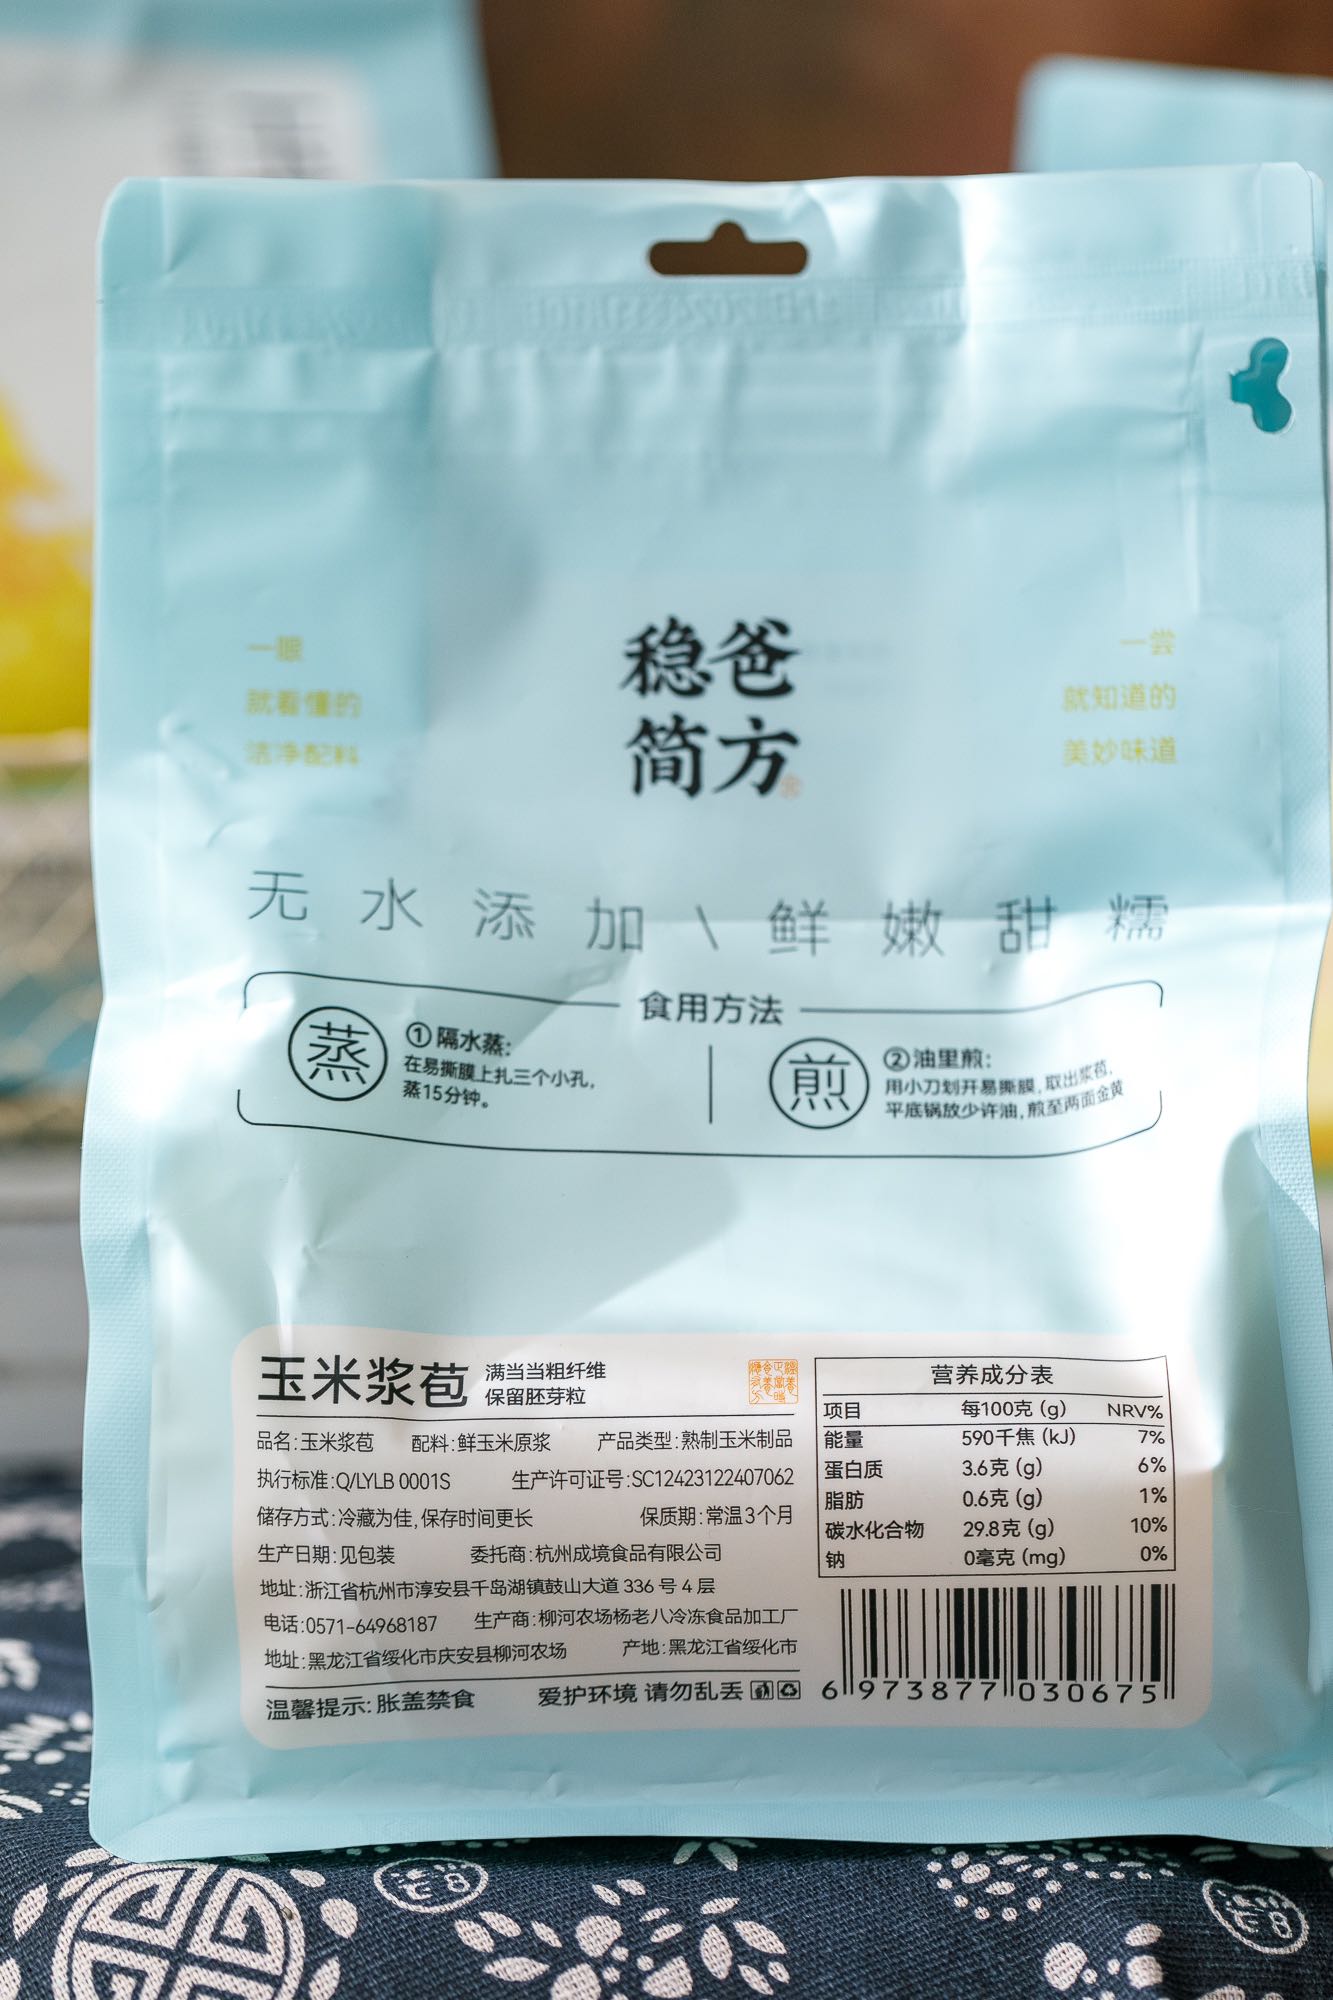 稳爸
简方
一眼
就看懂的
洁净配料
一尝
就知道的
美妙味道
无水添加\鲜嫩甜糯
食用方法
蒸
①隔水蒸:
在易撕膜上扎三个小孔,
蒸15分钟。
煎
②油里煎:
用小刀划开易撕膜,取出浆苞,
平底锅放少许油,煎至两面金黄
玉米浆苞
满当当粗纤维
保留胚芽粒
品名:玉米浆苞 配料:鲜玉米原浆 产品类型:熟制玉米制品
执行标准:Q/LYLB 0001S 生产许可证号:SC12423122407062
储存方式:冷藏为佳,保存时间更长 保质期:常温3个月
生产日期:见包装 委托商:杭州成境食品有限公司
地址:浙江省杭州市淳安县千岛湖镇鼓山大道 336 号 4 层
电话:0571-64968187 生产商:柳河农场杨老八冷冻食品加工厂
地址:黑龙江省绥化市庆安县柳河农场 产地:黑龙江省绥化市
温馨提示:胀盖禁食 爱护环境 请勿乱丢
营养成分表
项目 每100克 (g) NRV%
能量 590千焦 (kJ) 7%
蛋白质 3.6克 (g) 6%
脂肪 0.6克 (g) 1%
碳水化合物 29.8克 (g) 10%
钠 0毫克 (mg) 0%
6 973877 030675